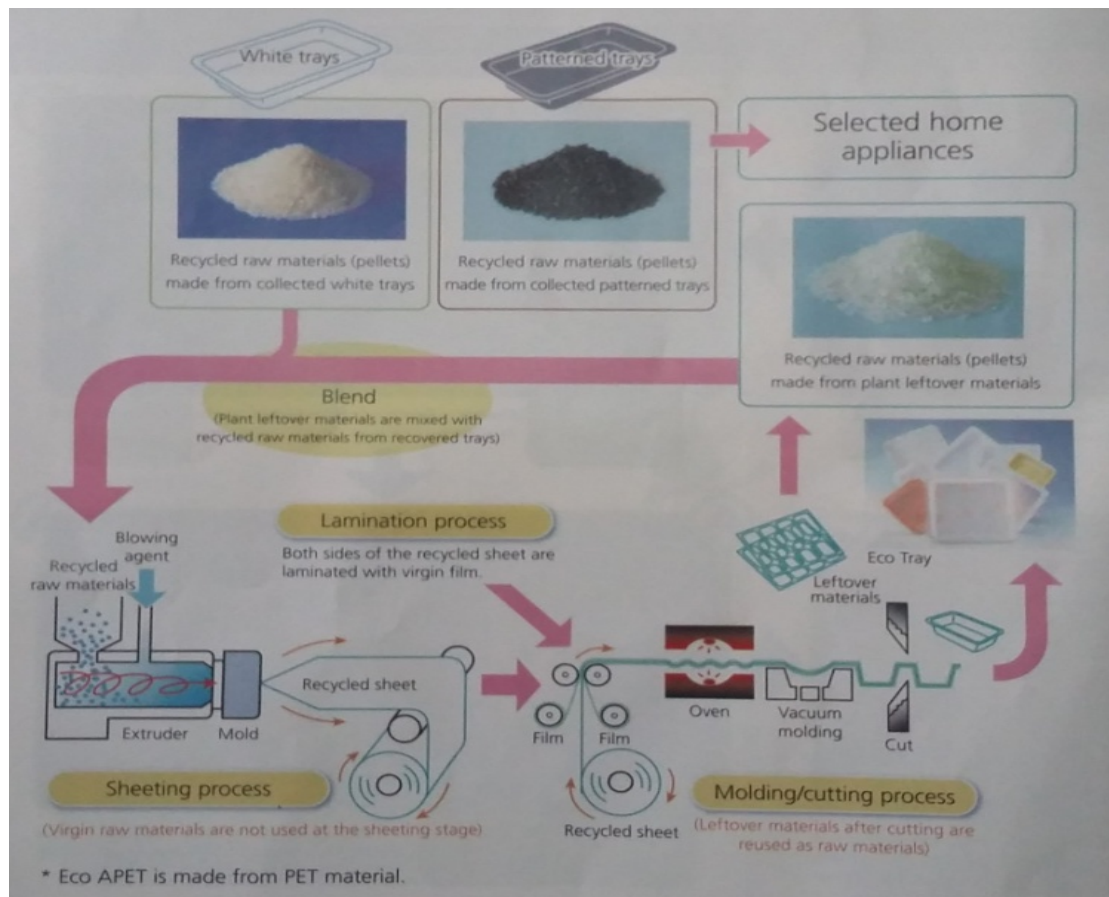 White trays
Patterned trays
Selected home
appliances
Recycled raw materials (pellets)
made from collected white trays
Recycled raw materials (pellets)
made from collected patterned trays
Recycled raw materials (pellets)
made from plant leftover materials
Blend
(Plant leftover materials are mixed with
recycled raw materials from recovered trays)
Lamination process
Both sides of the recycled sheet are
laminated with virgin film.
Blowing
agent
Recycled
raw materials
Eco Tray
Leftover
materials
Recycled sheet
Extruder
Mold
Film
Film
Oven
Vacuum
molding
Cut
Sheeting process
(Virgin raw materials are not used at the sheeting stage)
Recycled sheet
Molding/cutting process
(Leftover materials after cutting are
reused as raw materials)
* Eco APET is made from PET material.